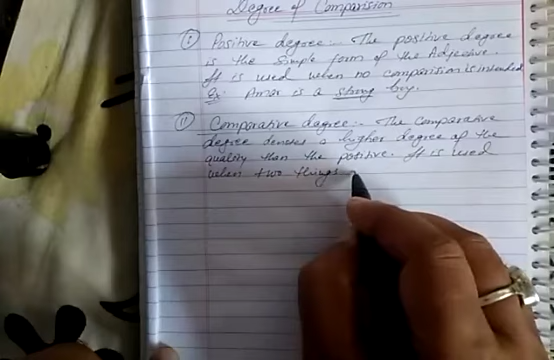 Degree of Comparision
(i) Positive degree:- The positive degree
is the simple form of the Adjective.
It is used when no comparision is intended
Ex: Amar is a strong boy.
(ii) Comparative degree:- The comparative
degree denotes a higher degree of the
quality than the positive. It is used
when two things